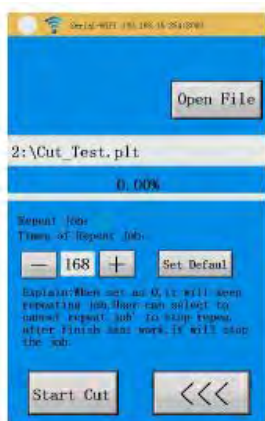 Open File
2:\Cut_Test.plt
0.00%
Repeat Job:
Times of Repeat Job:
— 168 + Set Defaul
Explain:When set as 0,it will keep
repeating job.User can select to
cancel repeat job to stop repea,
after finish work,it will stop
the job.
Start Cut <<<